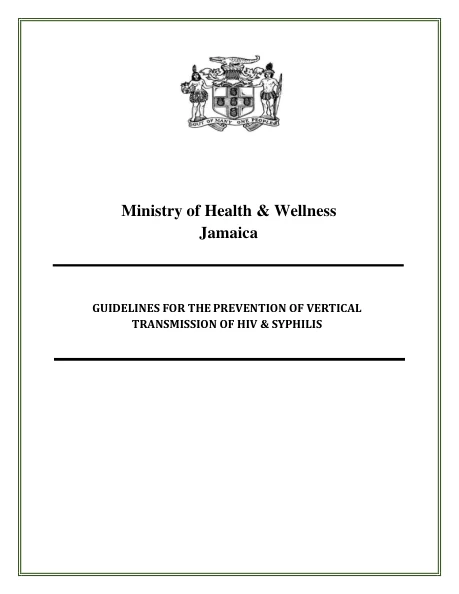 OUT OF MANY ONE PEOPLE
Ministry of Health & Wellness
Jamaica
GUIDELINES FOR THE PREVENTION OF VERTICAL
TRANSMISSION OF HIV & SYPHILIS